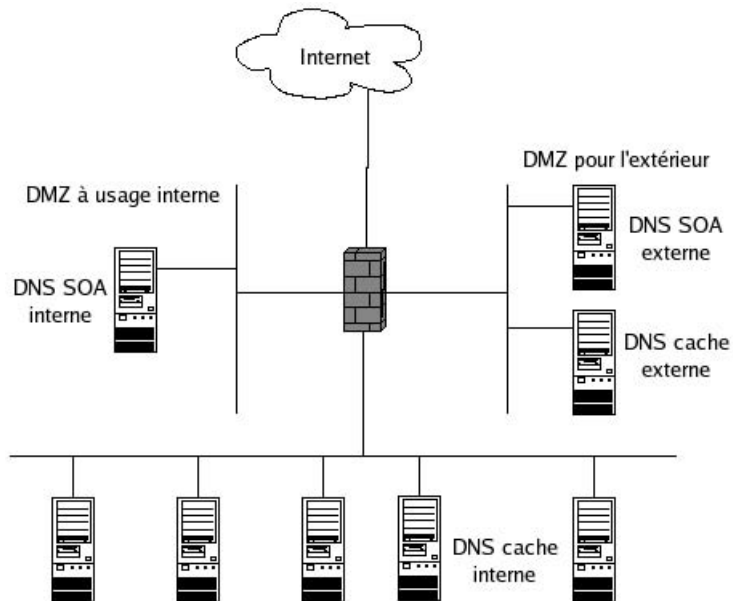 Internet
DMZ pour l'extérieur
DMZ à usage interne
DNS SOA
externe
DNS SOA
interne
DNS cache
externe
DNS cache
interne